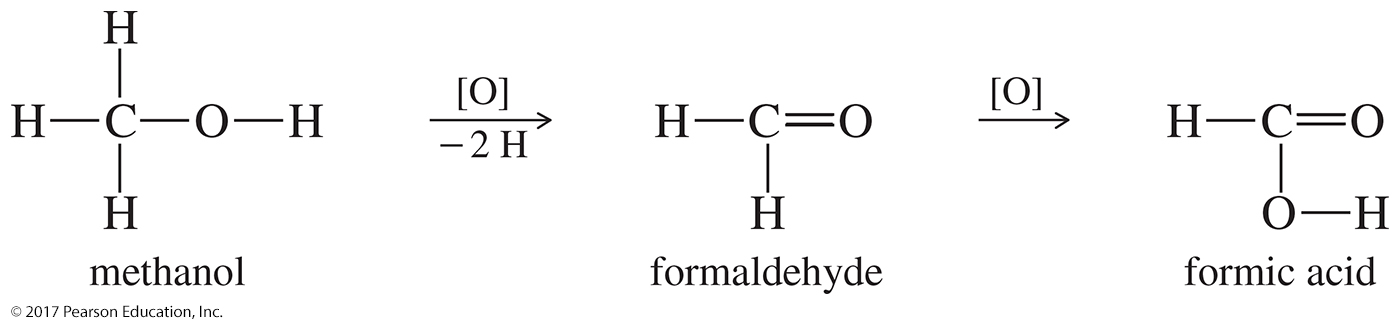 H
H—C—O—H
H
methanol
[O]
−2 H
H—C=O
H
formaldehyde
[O]
H—C=O
O—H
formic acid
© 2017 Pearson Education, Inc.